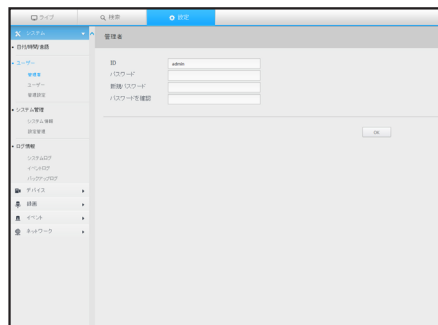 ライブ
検索
設定
システム
管理者
日付/時間/言語
ユーザー
管理者
ユーザー
権限設定
システム管理
システム情報
設定管理
ログ情報
システムログ
イベントログ
バックアップログ
デバイス
録画
イベント
ネットワーク
ID
admin
パスワード
新規パスワード
パスワードを確認
OK